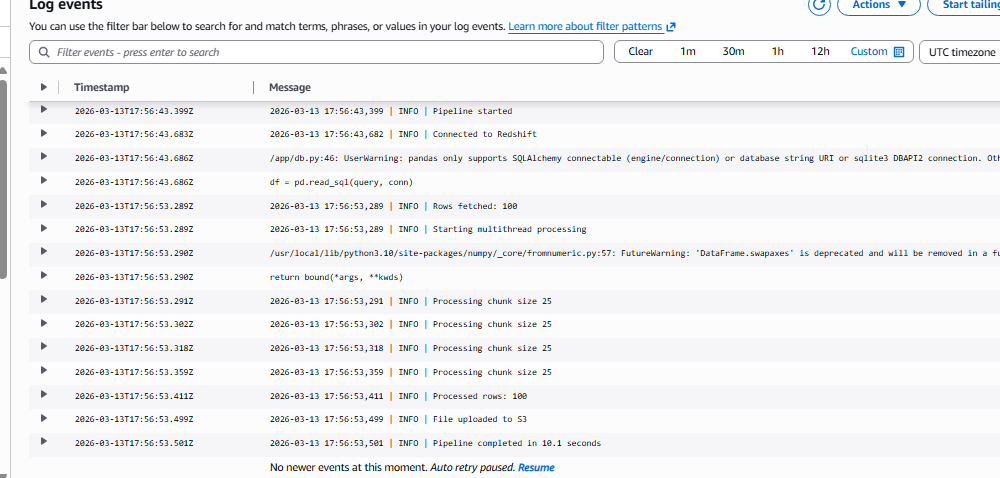 Log events
Actions
Start tailing
You can use the filter bar below to search for and match terms, phrases, or values in your log events. Learn more about filter patterns
Filter events - press enter to search
Clear 1m 30m 1h 12h Custom UTC timezone
Timestamp Message
2026-03-13T17:56:43.399Z 2026-03-13 17:56:43,399 | INFO | Pipeline started
2026-03-13T17:56:43.683Z 2026-03-13 17:56:43,682 | INFO | Connected to Redshift
2026-03-13T17:56:43.686Z /app/db.py:46: UserWarning: pandas only supports SQLAlchemy connectable (engine/connection) or database string URI or sqlite3 DBAPI2 connection. Oth
2026-03-13T17:56:43.686Z df = pd.read_sql(query, conn)
2026-03-13T17:56:53.289Z 2026-03-13 17:56:53,289 | INFO | Rows fetched: 100
2026-03-13T17:56:53.289Z 2026-03-13 17:56:53,289 | INFO | Starting multithread processing
2026-03-13T17:56:53.290Z /usr/local/lib/python3.10/site-packages/numpy/_core/fromnumeric.py:57: FutureWarning: 'DataFrame.swapaxes' is deprecated and will be removed in a fu
2026-03-13T17:56:53.290Z return bound(*args, **kwds)
2026-03-13T17:56:53.291Z 2026-03-13 17:56:53,291 | INFO | Processing chunk size 25
2026-03-13T17:56:53.302Z 2026-03-13 17:56:53,302 | INFO | Processing chunk size 25
2026-03-13T17:56:53.318Z 2026-03-13 17:56:53,318 | INFO | Processing chunk size 25
2026-03-13T17:56:53.359Z 2026-03-13 17:56:53,359 | INFO | Processing chunk size 25
2026-03-13T17:56:53.411Z 2026-03-13 17:56:53,411 | INFO | Processed rows: 100
2026-03-13T17:56:53.499Z 2026-03-13 17:56:53,499 | INFO | File uploaded to S3
2026-03-13T17:56:53.501Z 2026-03-13 17:56:53,501 | INFO | Pipeline completed in 10.1 seconds
No newer events at this moment. Auto retry paused. Resume